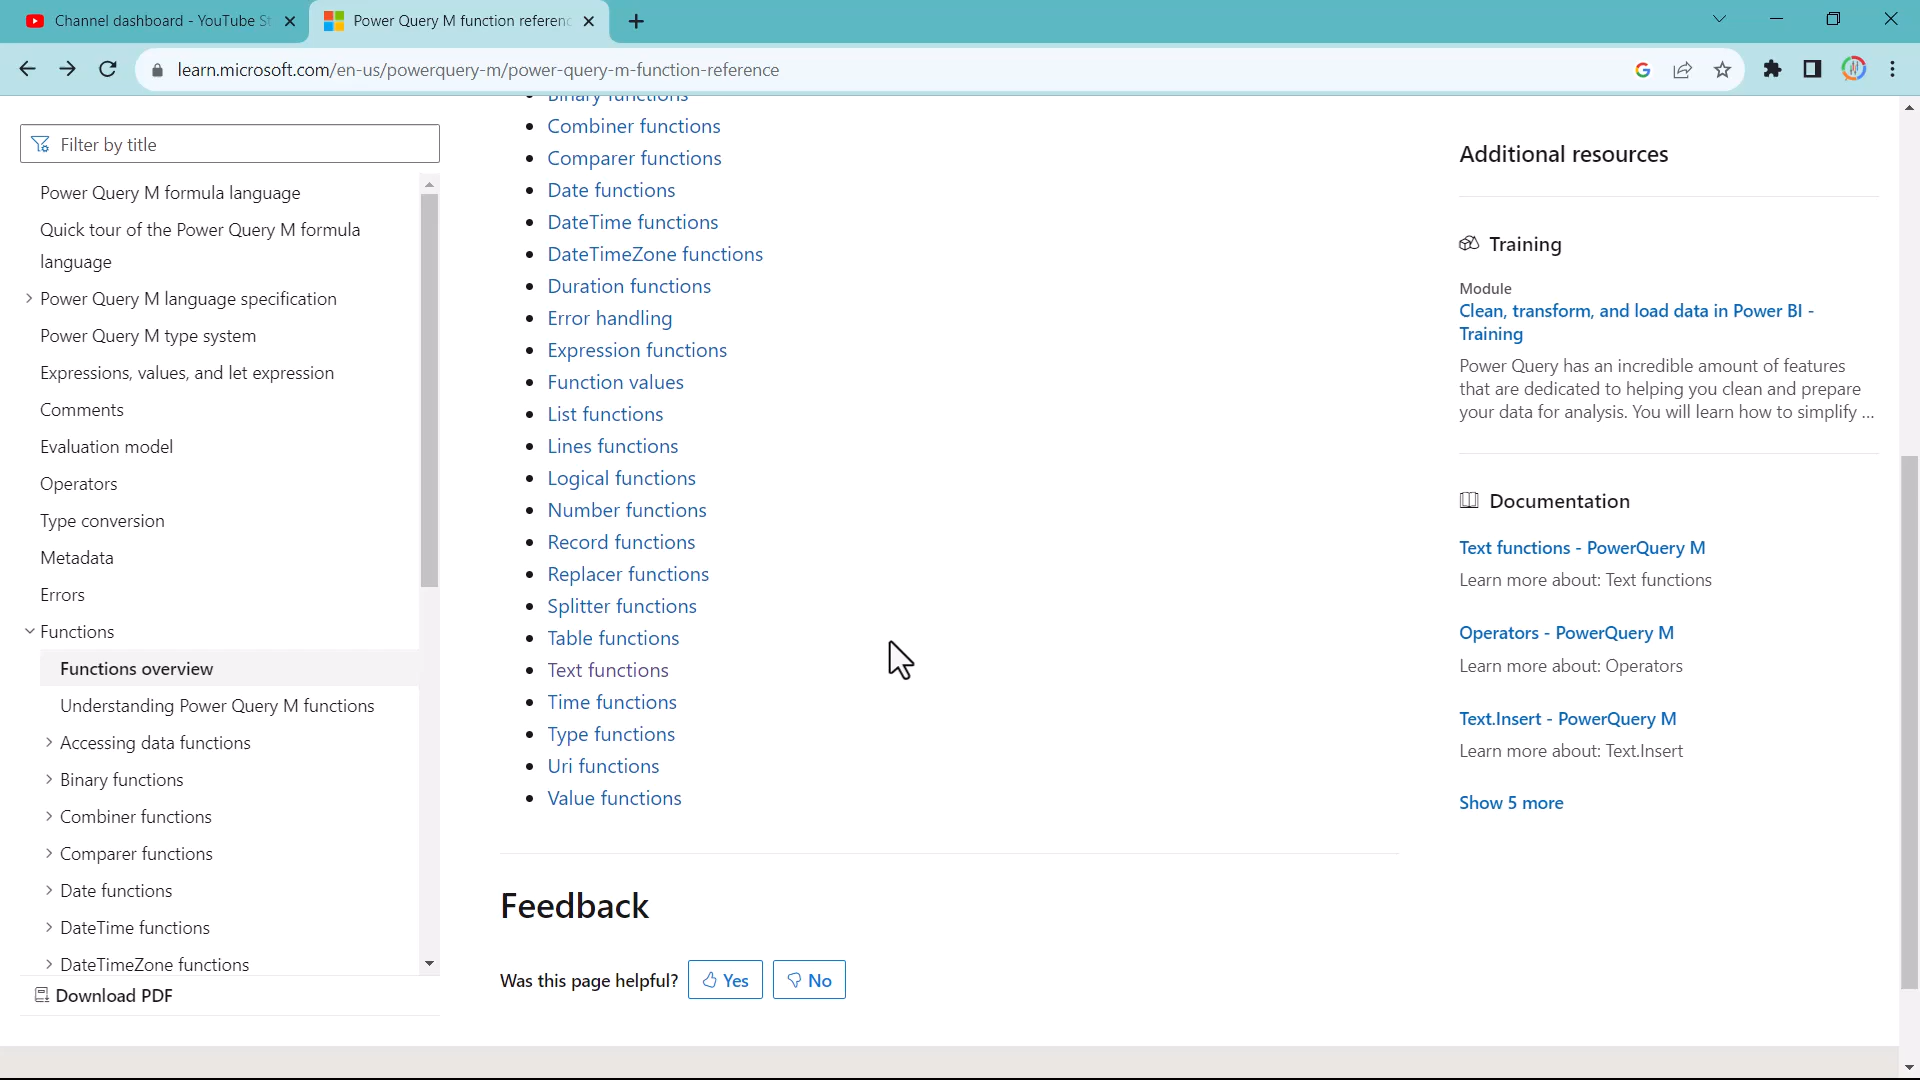 Channel dashboard - YouTube St
Power Query M function referenc
learn.microsoft.com/en-us/powerquery-m/power-query-m-function-reference
Filter by title
Power Query M formula language
Quick tour of the Power Query M formula
language
Power Query M language specification
Power Query M type system
Expressions, values, and let expression
Comments
Evaluation model
Operators
Type conversion
Metadata
Errors
Functions
Functions overview
Understanding Power Query M functions
Accessing data functions
Binary functions
Combiner functions
Comparer functions
Date functions
DateTime functions
DateTimeZone functions
Download PDF
Binary functions
Combiner functions
Comparer functions
Date functions
DateTime functions
DateTimeZone functions
Duration functions
Error handling
Expression functions
Function values
List functions
Lines functions
Logical functions
Number functions
Record functions
Replacer functions
Splitter functions
Table functions
Text functions
Time functions
Type functions
Uri functions
Value functions
Feedback
Was this page helpful? Yes No
Additional resources
Training
Module
Clean, transform, and load data in Power BI -
Training
Power Query has an incredible amount of features
that are dedicated to helping you clean and prepare
your data for analysis. You will learn how to simplify ...
Documentation
Text functions - PowerQuery M
Learn more about: Text functions
Operators - PowerQuery M
Learn more about: Operators
Text.Insert - PowerQuery M
Learn more about: Text.Insert
Show 5 more